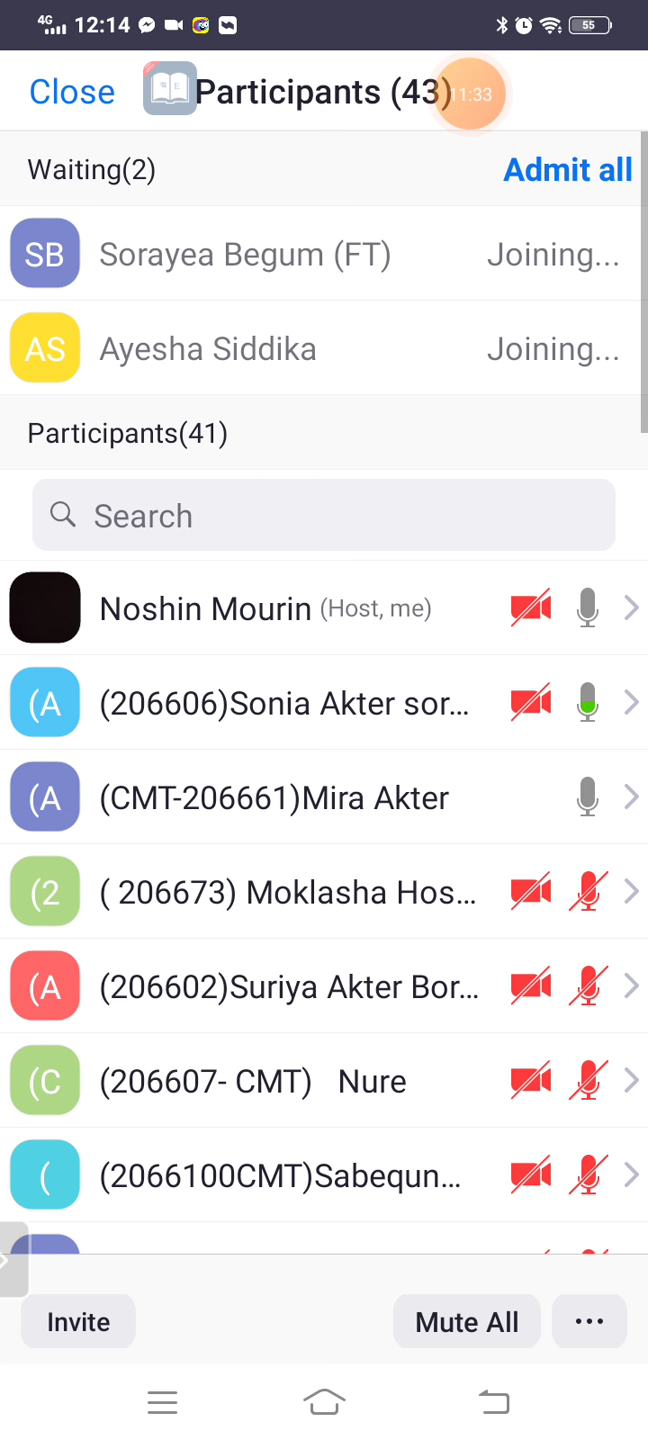 4G 12:14 55
Close Participants (43) 11:33
Waiting(2) Admit all
SB Sorayea Begum (FT) Joining...
AS Ayesha Siddika Joining...
Participants(41)
Search
Noshin Mourin (Host, me)
(A (206606)Sonia Akter sor...
(A (CMT-206661)Mira Akter
(2 ( 206673) Moklasha Hos...
(A (206602)Suriya Akter Bor...
(C (206607- CMT) Nure
( (2066100CMT)Sabequn...
Invite Mute All ...